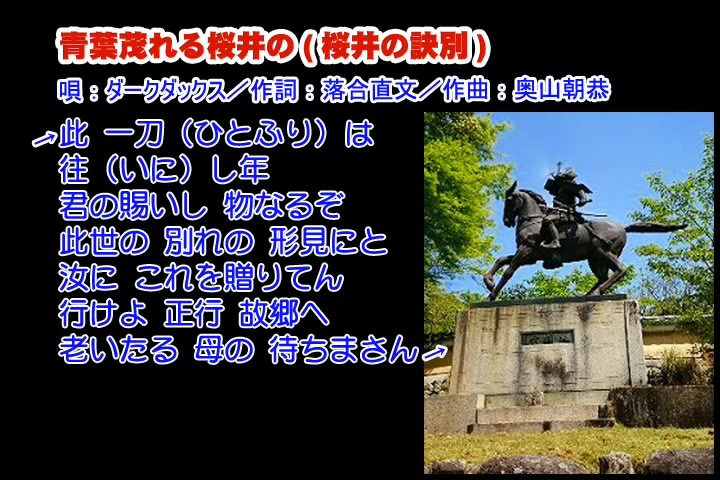 青葉茂れる桜井の(桜井の訣別)
唄：ダークダックス／作詞：落合直文／作曲：奥山朝恭
→此 一刀（ひとふり）は
往（いに）し年
君の賜いし 物なるぞ
此世の 別れの 形見にと
汝に これを贈りてん
行けよ 正行 故郷へ
老いたる 母の 待ちまさん→